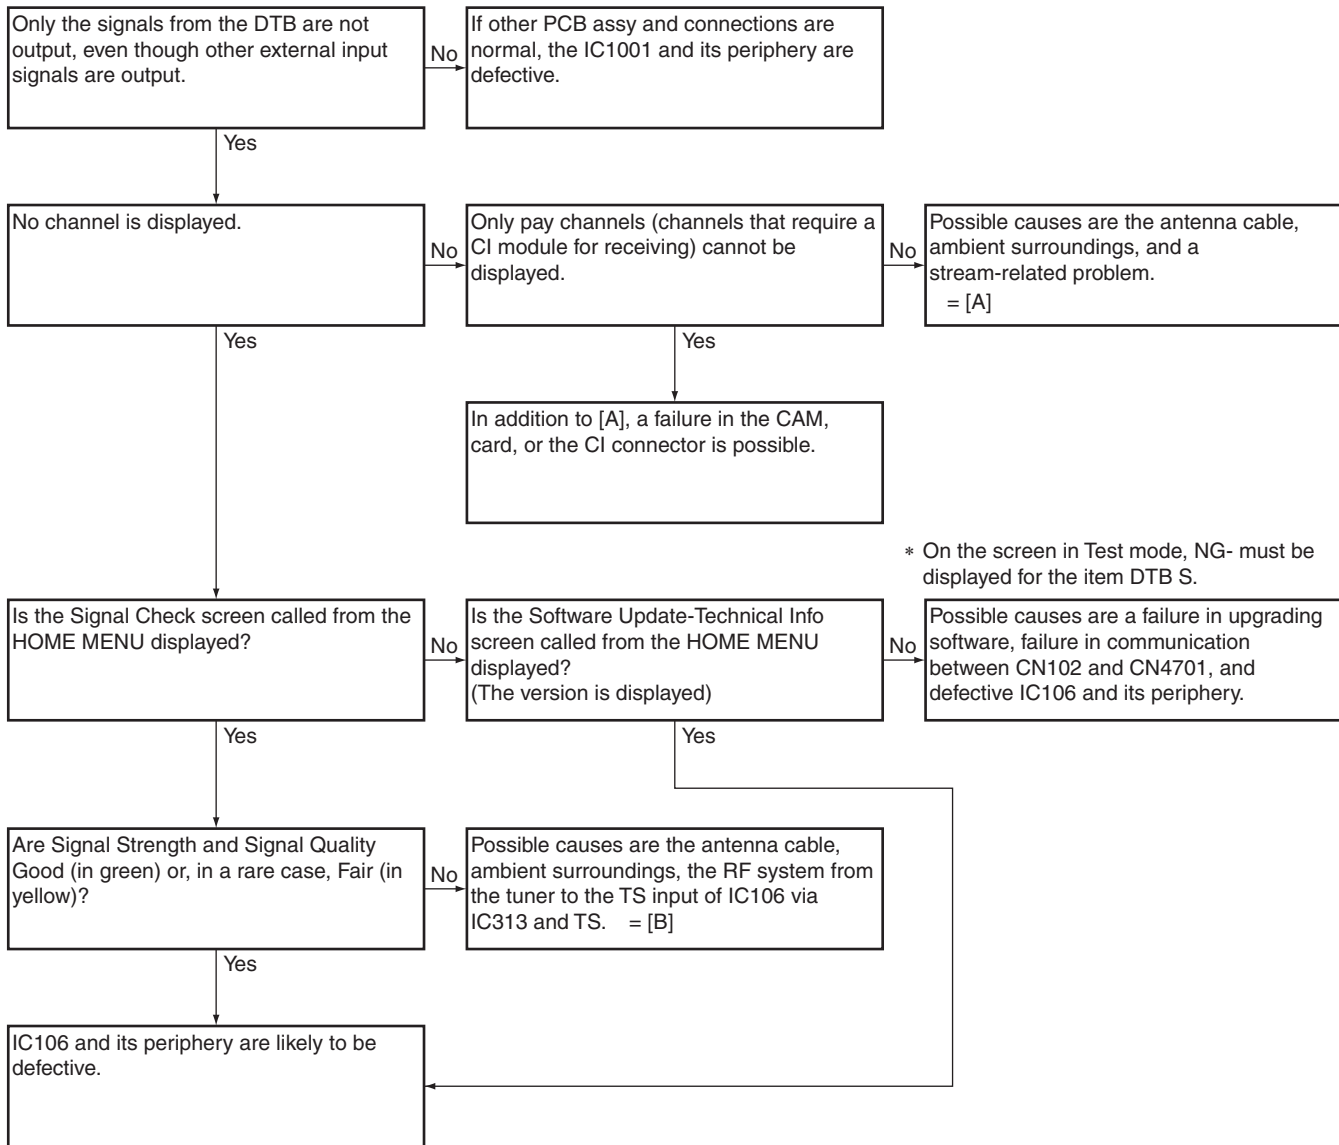 Only the signals from the DTB are not
output, even though other external input
signals are output.
No
If other PCB assy and connections are
normal, the IC1001 and its periphery are
defective.
Yes
No channel is displayed.
No
Only pay channels (channels that require a
CI module for receiving) cannot be
displayed.
No
Possible causes are the antenna cable,
ambient surroundings, and a
stream-related problem.
= [A]
Yes
Yes
In addition to [A], a failure in the CAM,
card, or the CI connector is possible.
* On the screen in Test mode, NG- must be
displayed for the item DTB S.
Is the Signal Check screen called from the
HOME MENU displayed?
No
Is the Software Update-Technical Info
screen called from the HOME MENU
displayed?
(The version is displayed)
No
Possible causes are a failure in upgrading
software, failure in communication
between CN102 and CN4701, and
defective IC106 and its periphery.
Yes
Yes
Are Signal Strength and Signal Quality
Good (in green) or, in a rare case, Fair (in
yellow)?
No
Possible causes are the antenna cable,
ambient surroundings, the RF system from
the tuner to the TS input of IC106 via
IC313 and TS. = [B]
Yes
IC106 and its periphery are likely to be
defective.